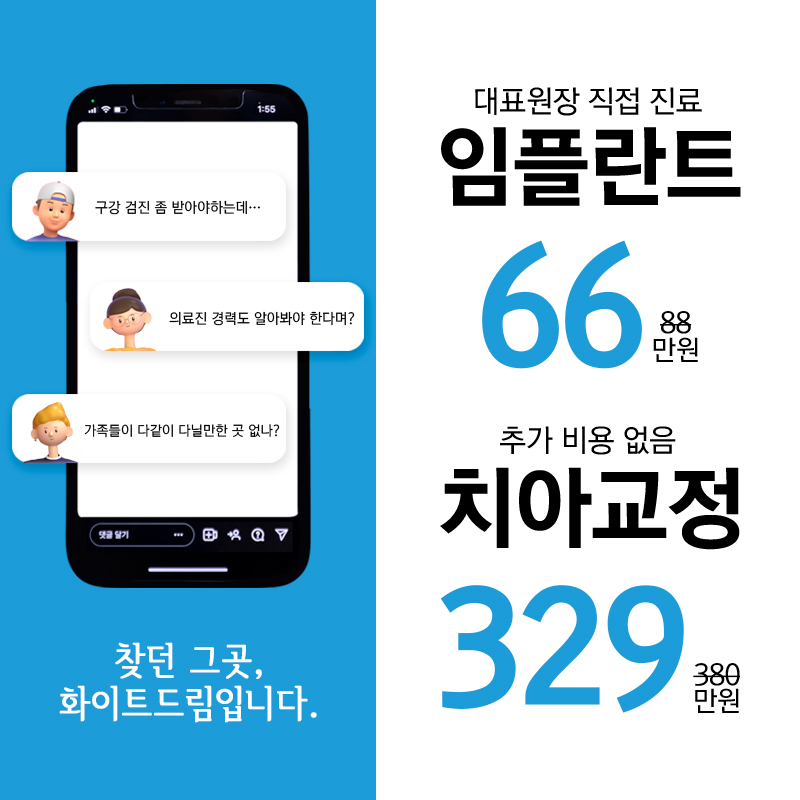 1:55
구강 검진 좀 받아야하는데…
의료진 경력도 알아봐야 한다며?
가족들이 다같이 다닐만한 곳 없나?
댓글 달기
찾던 그곳,
화이트드림입니다.
대표원장 직접 진료
임플란트
66
88
만원
추가 비용 없음
치아교정
329
380
만원